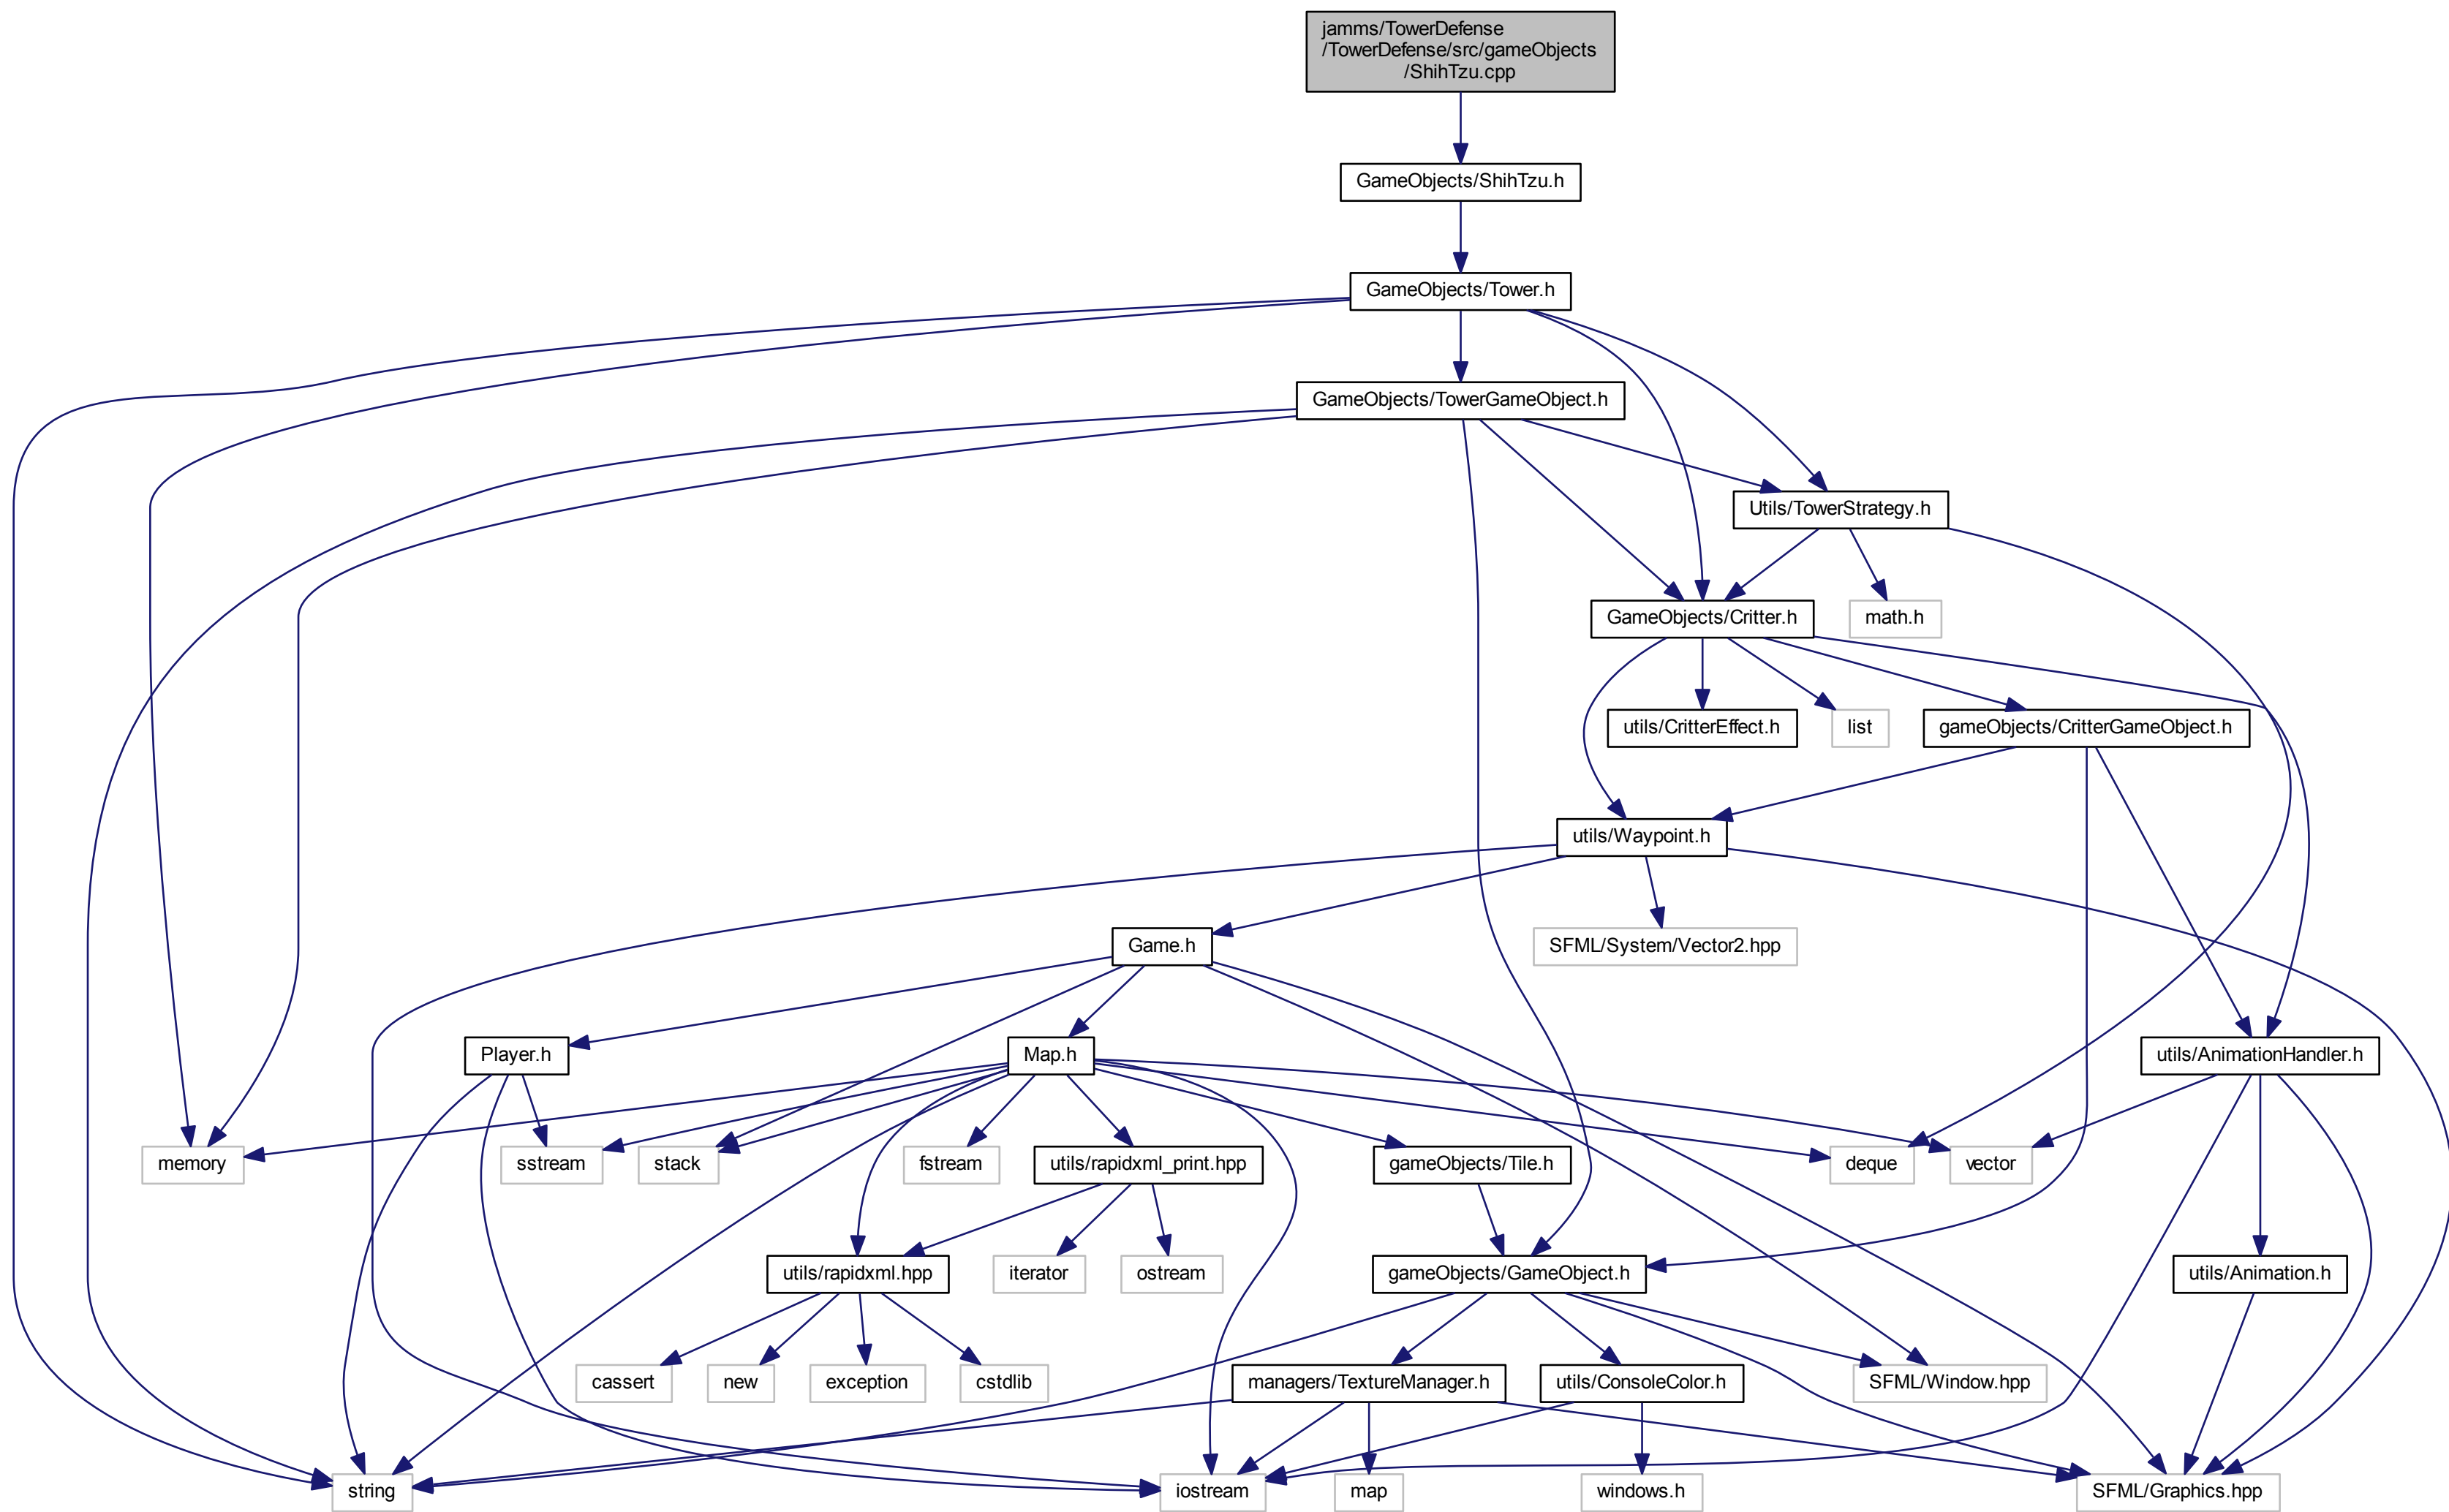 jamms/TowerDefense
/TowerDefense/src/gameObjects
/ShihTzu.cpp
GameObjects/ShihTzu.h
GameObjects/Tower.h
GameObjects/TowerGameObject.h
Utils/TowerStrategy.h
GameObjects/Critter.h
math.h
utils/CritterEffect.h
list
gameObjects/CritterGameObject.h
utils/Waypoint.h
Game.h
SFML/System/Vector2.hpp
Player.h
Map.h
utils/AnimationHandler.h
memory
sstream
stack
fstream
utils/rapidxml_print.hpp
gameObjects/Tile.h
deque
vector
utils/rapidxml.hpp
iterator
ostream
gameObjects/GameObject.h
utils/Animation.h
cassert
new
exception
cstdlib
managers/TextureManager.h
utils/ConsoleColor.h
SFML/Window.hpp
string
iostream
map
windows.h
SFML/Graphics.hpp